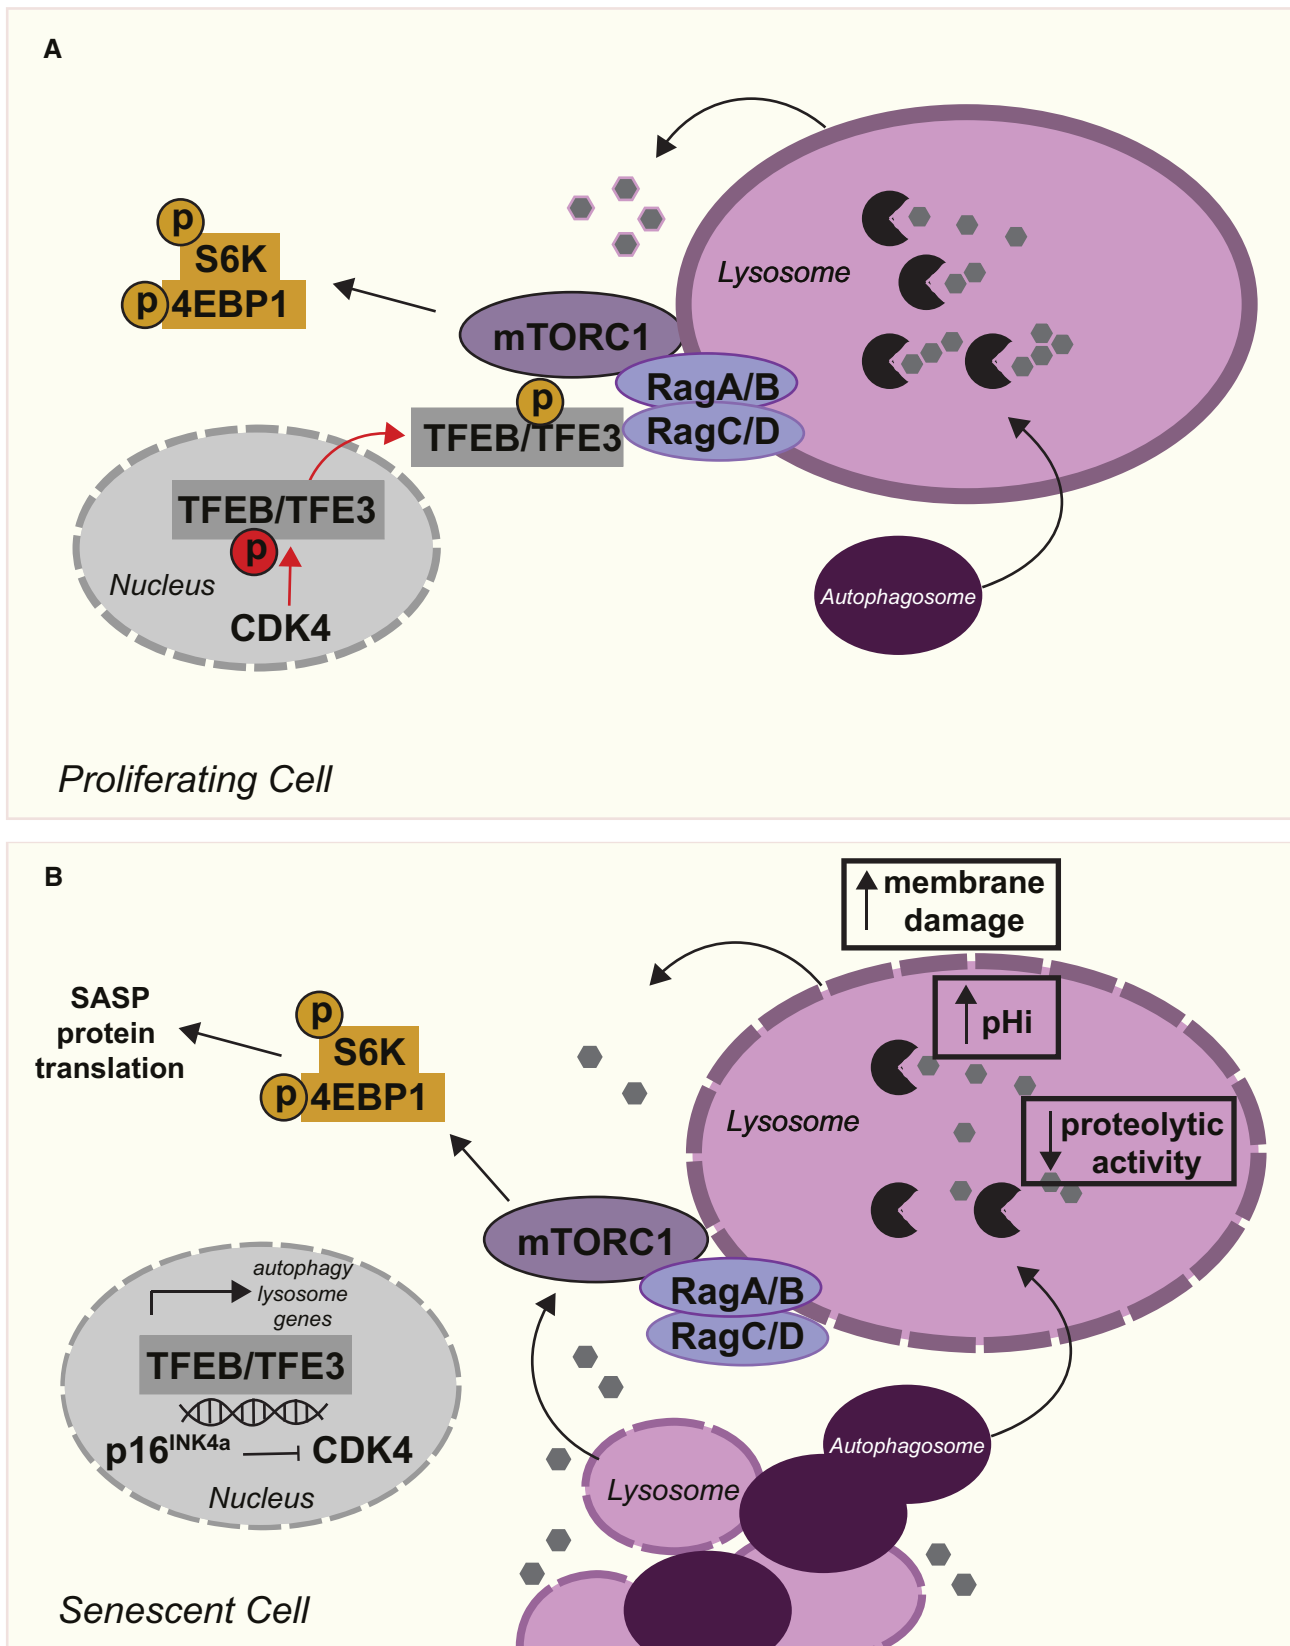 A
p
S6K
p 4EBP1
Lysosome
mTORC1
RagA/B
p
TFEB/TFE3
RagC/D
TFEB/TFE3
p
Nucleus
CDK4
Autophagosome
Proliferating Cell
B
membrane
damage
pHi
SASP
protein
translation
p
S6K
p 4EBP1
Lysosome
proteolytic
activity
mTORC1
RagA/B
RagC/D
autophagy
lysosome
genes
TFEB/TFE3
p16INK4a
CDK4
Nucleus
Autophagosome
Lysosome
Senescent Cell